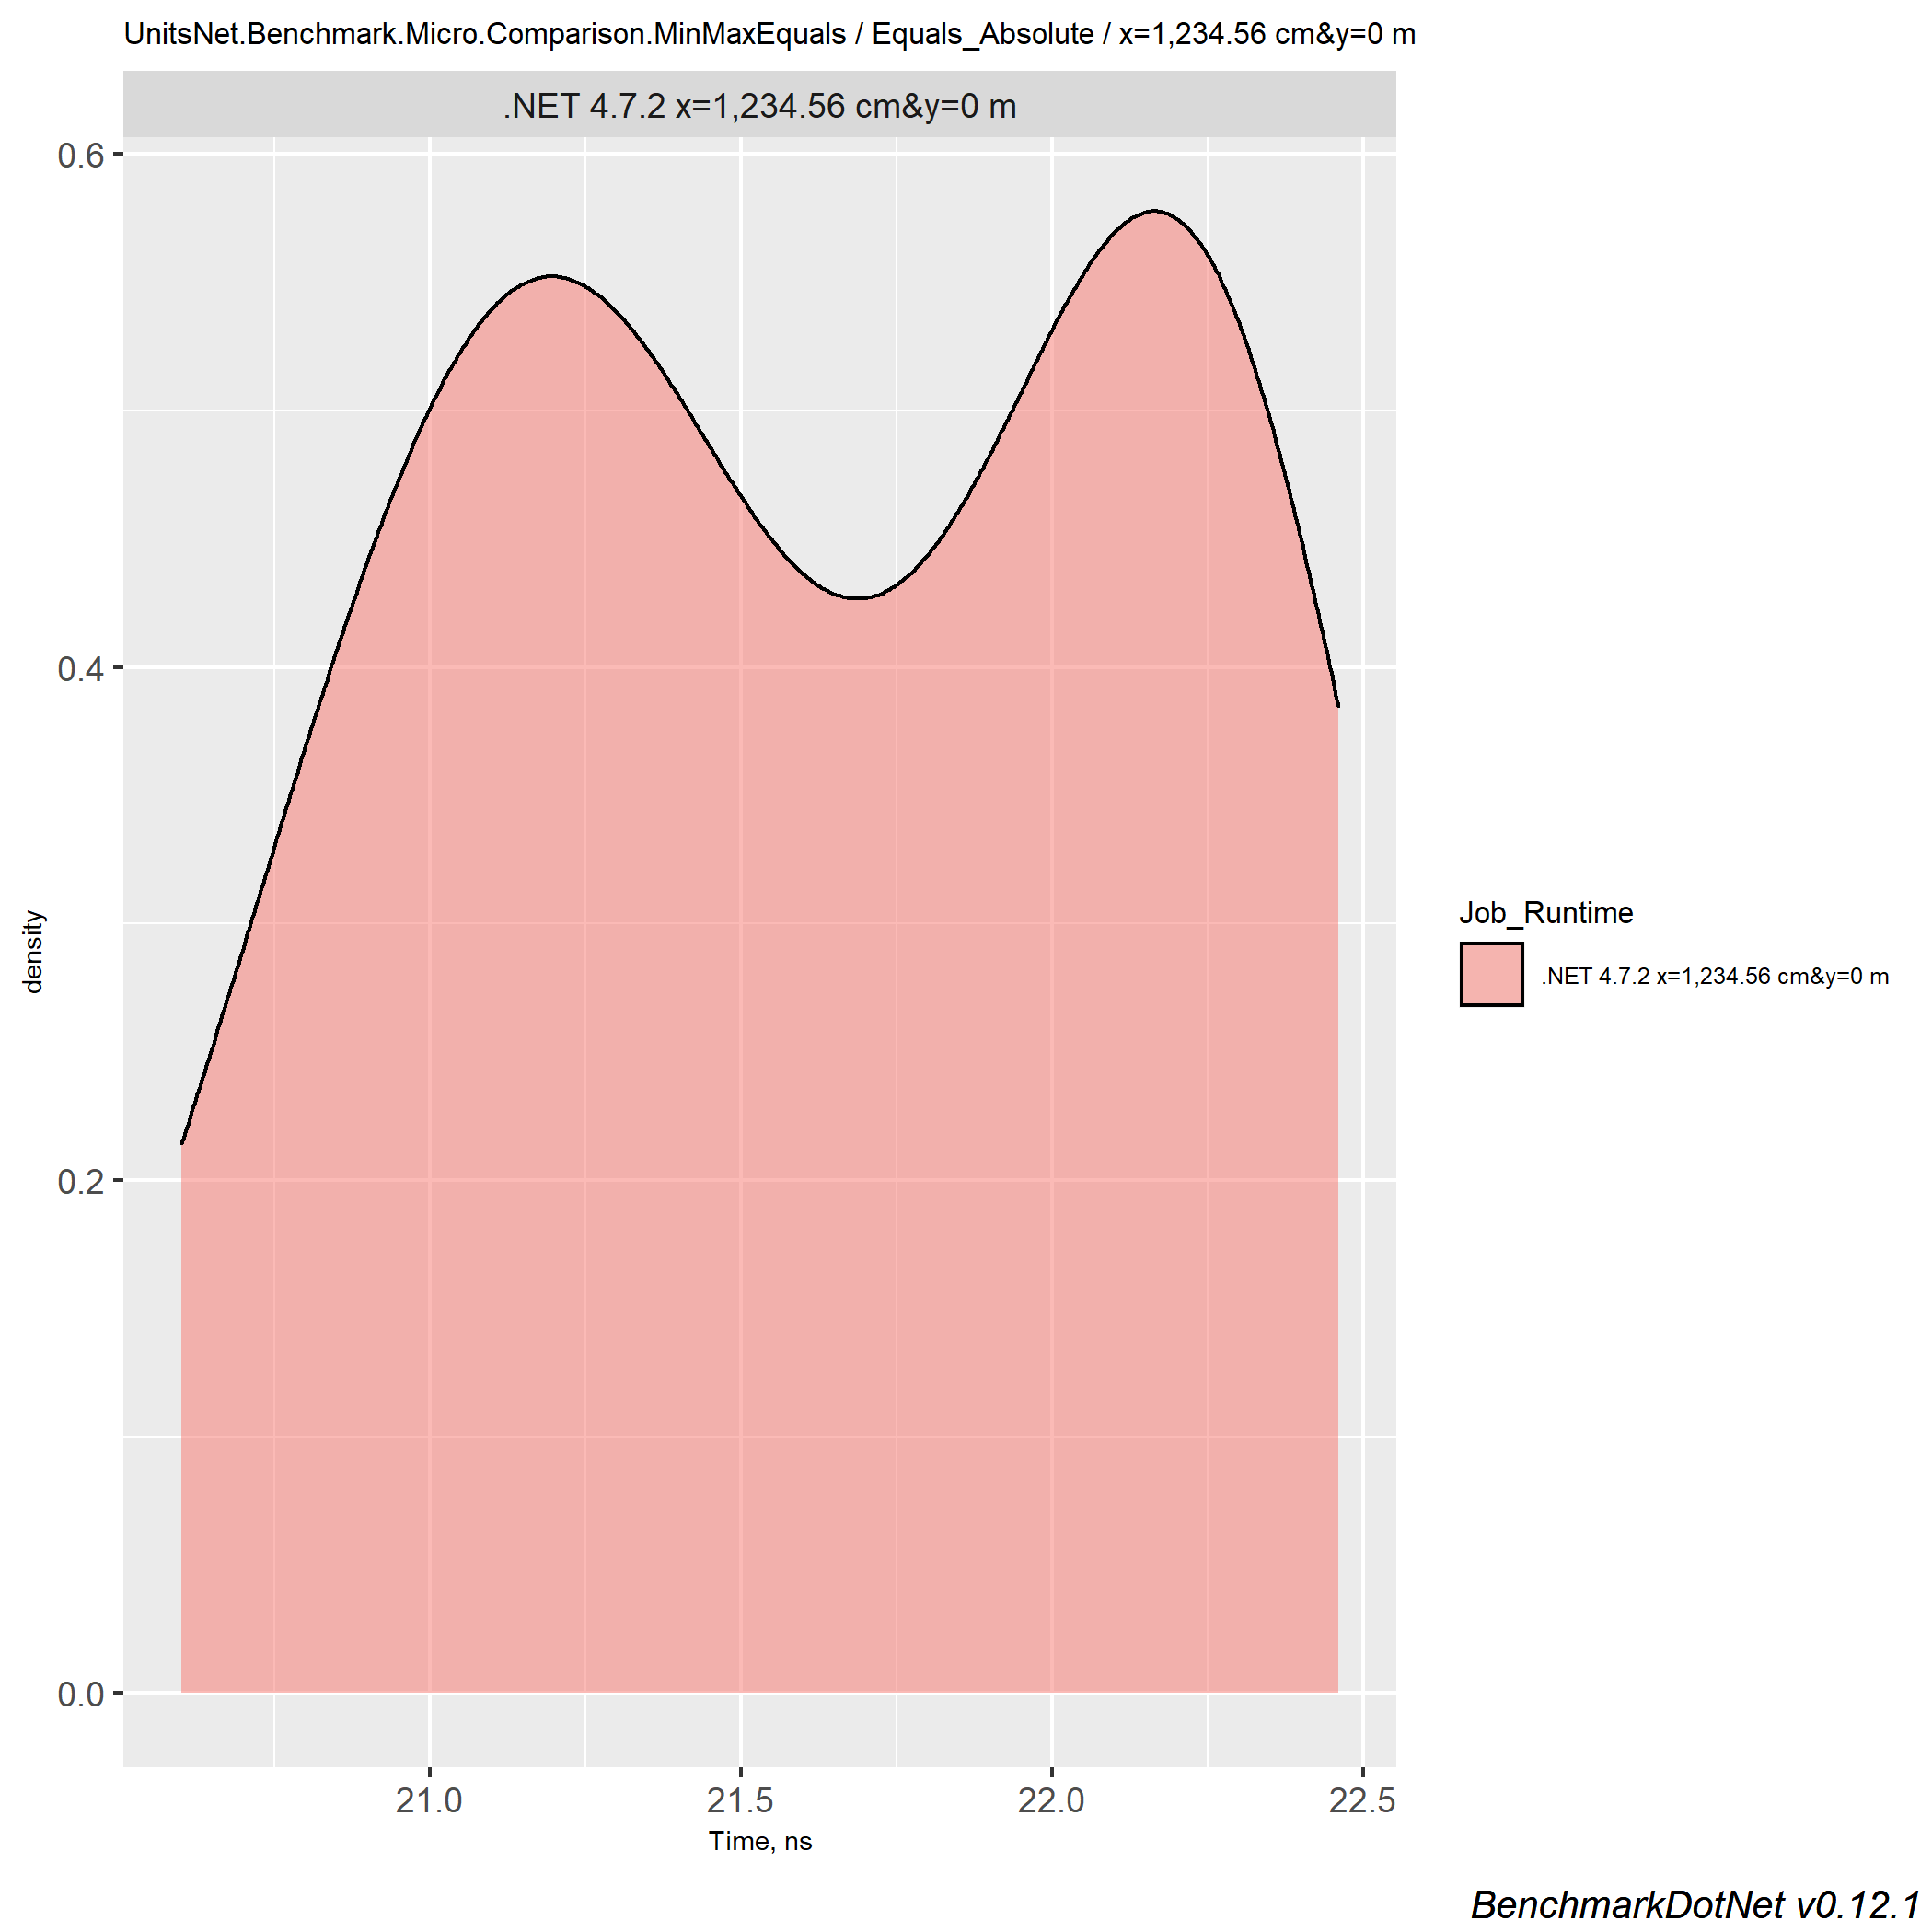 UnitsNet.Benchmark.Micro.Comparison.MinMaxEquals / Equals_Absolute / x=1,234.56 cm&y=0 m
.NET 4.7.2 x=1,234.56 cm&y=0 m
0.6
0.4
0.2
0.0
density
21.0 21.5 22.0 22.5
Time, ns
Job_Runtime
.NET 4.7.2 x=1,234.56 cm&y=0 m
BenchmarkDotNet v0.12.1